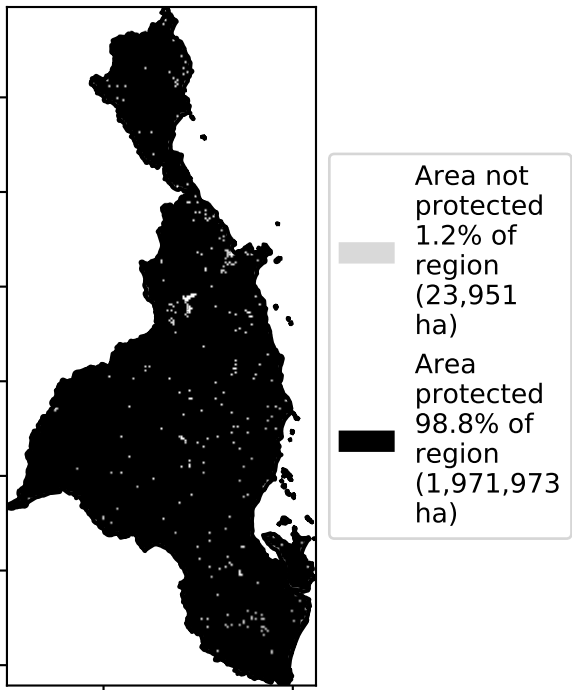 Area not
protected
1.2% of
region
(23,951
ha)
Area
protected
98.8% of
region
(1,971,973
ha)